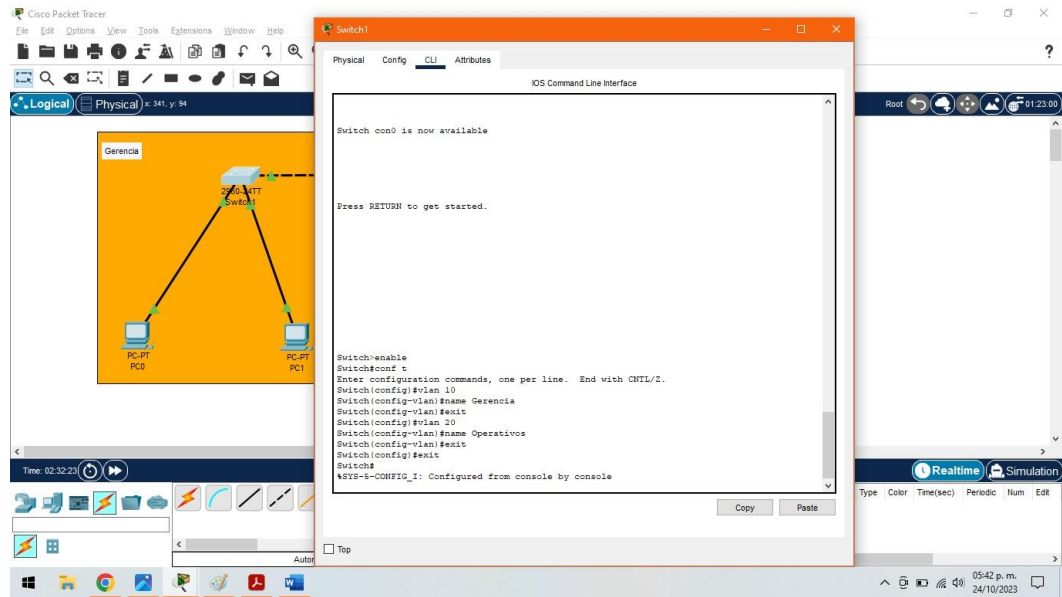 Cisco Packet Tracer
File Edit Options View Tools Extensions Window Help
Logical Physical x: 341, y: 94
Root 01:23:00
Gerencia
2960-24TT
Switch1
PC-PT
PC0
PC-PT
PC1
Switch1
Physical Config CLI Attributes
IOS Command Line Interface
Switch con0 is now available
Press RETURN to get started.
Switch>enable
Switch#conf t
Enter configuration commands, one per line. End with CNTL/Z.
Switch(config)#vlan 10
Switch(config-vlan)#name Gerencia
Switch(config-vlan)#exit
Switch(config)#vlan 20
Switch(config-vlan)#name Operativos
Switch(config-vlan)#exit
Switch(config)#exit
Switch#
%SYS-5-CONFIG_I: Configured from console by console
Copy Paste
Top
Time: 02:32:23
Realtime Simulation
Type Color Time(sec) Periodic Num Edit
05:42 p. m.
24/10/2023